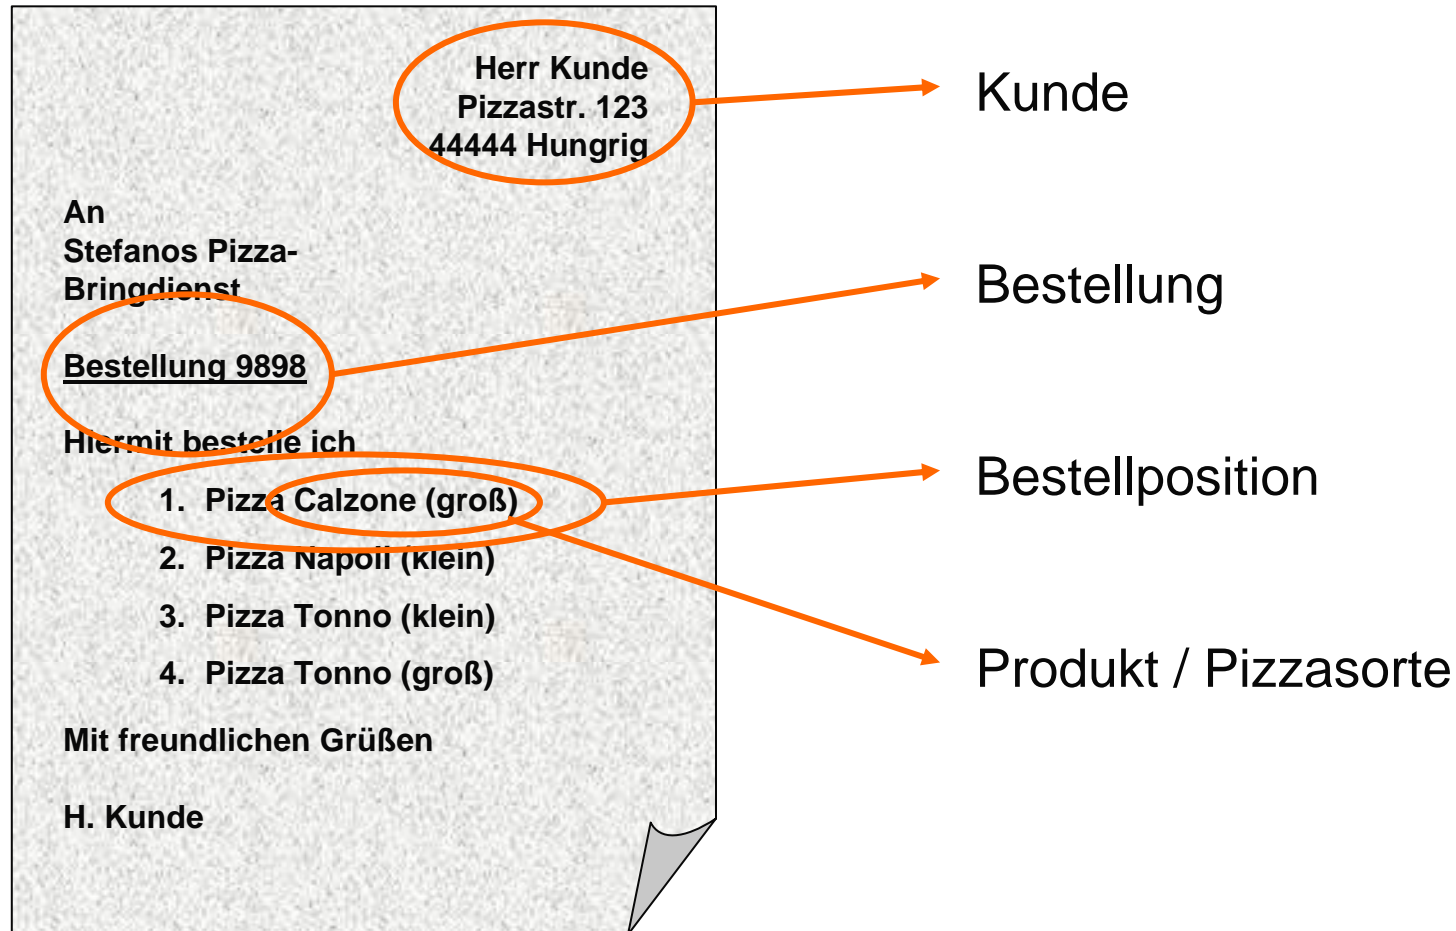 Herr Kunde
Pizzastr. 123
44444 Hungrig
An
Stefanos Pizza-
Bringdienst
Bestellung 9898
Hiermit bestelle ich
1. Pizza Calzone (groß)
2. Pizza Napoli (klein)
3. Pizza Tonno (klein)
4. Pizza Tonno (groß)
Mit freundlichen Grüßen
H. Kunde
Kunde
Bestellung
Bestellposition
Produkt / Pizzasorte